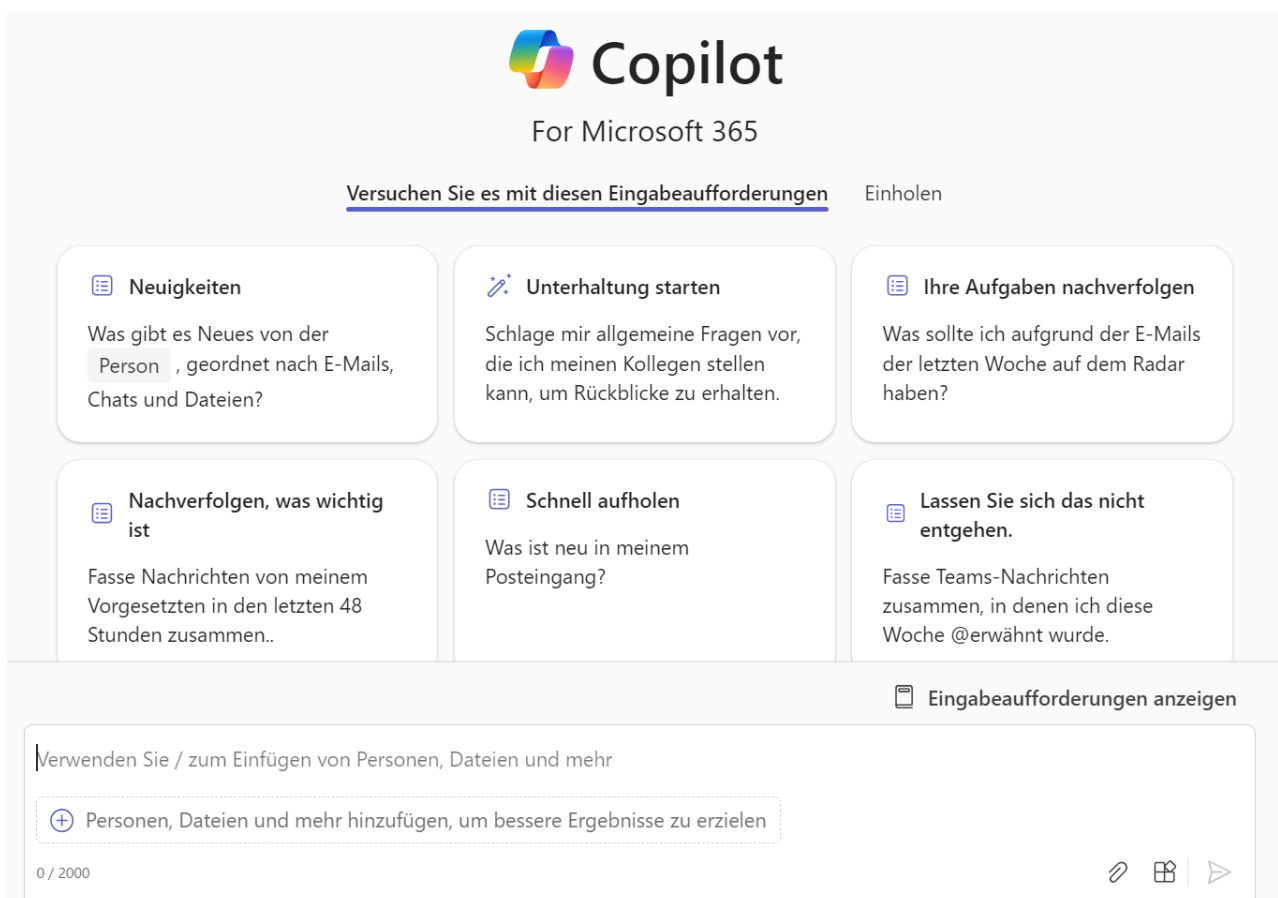 Copilot
For Microsoft 365
Versuchen Sie es mit diesen Eingabeaufforderungen Einholen
Neuigkeiten
Was gibt es Neues von der
Person , geordnet nach E-Mails,
Chats und Dateien?
Unterhaltung starten
Schlage mir allgemeine Fragen vor,
die ich meinen Kollegen stellen
kann, um Rückblicke zu erhalten.
Ihre Aufgaben nachverfolgen
Was sollte ich aufgrund der E-Mails
der letzten Woche auf dem Radar
haben?
Nachverfolgen, was wichtig
ist
Fasse Nachrichten von meinem
Vorgesetzten in den letzten 48
Stunden zusammen..
Schnell aufholen
Was ist neu in meinem
Posteingang?
Lassen Sie sich das nicht
entgehen.
Fasse Teams-Nachrichten
zusammen, in denen ich diese
Woche @erwähnt wurde.
Eingabeaufforderungen anzeigen
Verwenden Sie / zum Einfügen von Personen, Dateien und mehr
Personen, Dateien und mehr hinzufügen, um bessere Ergebnisse zu erzielen
0 / 2000